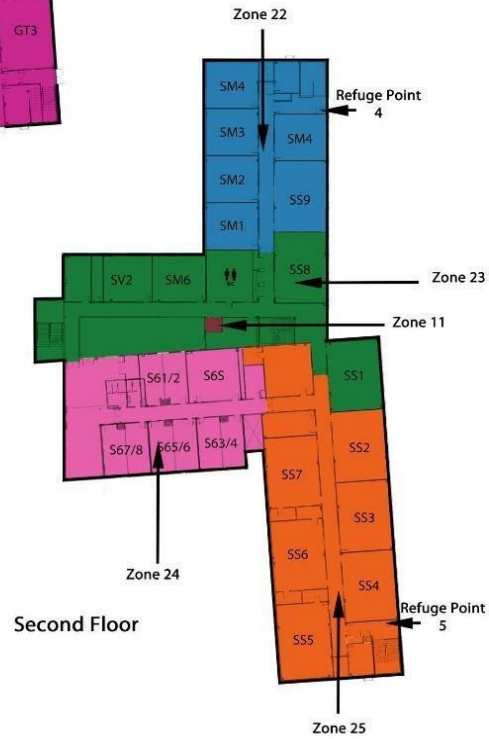 GT3
Zone 22
SM4
Refuge Point
4
SM3
SM4
SM2
SS9
SM1
SV2
SM6
WC
SS8
Zone 23
Zone 11
S61/2
S6S
SS1
S67/8
S65/6
S63/4
SS2
SS7
SS3
Zone 24
SS6
SS4
Second Floor
Refuge Point
5
SS5
Zone 25